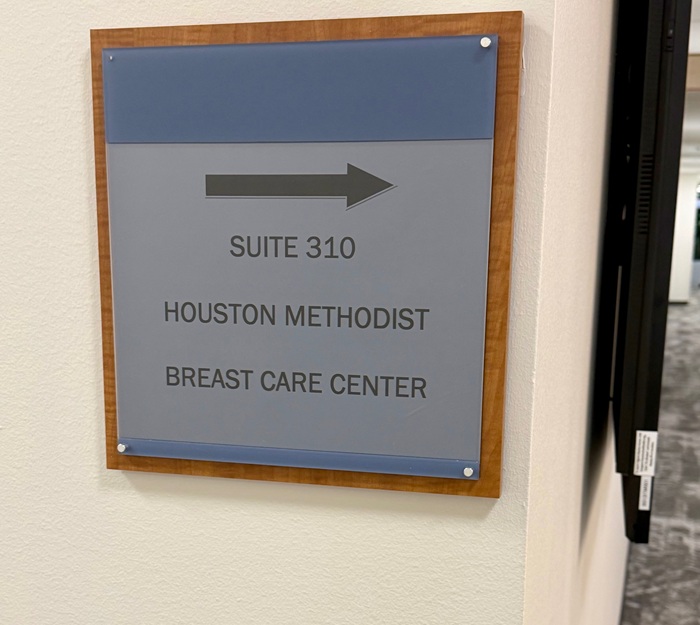 SUITE 310
HOUSTON METHODIST
BREAST CARE CENTER